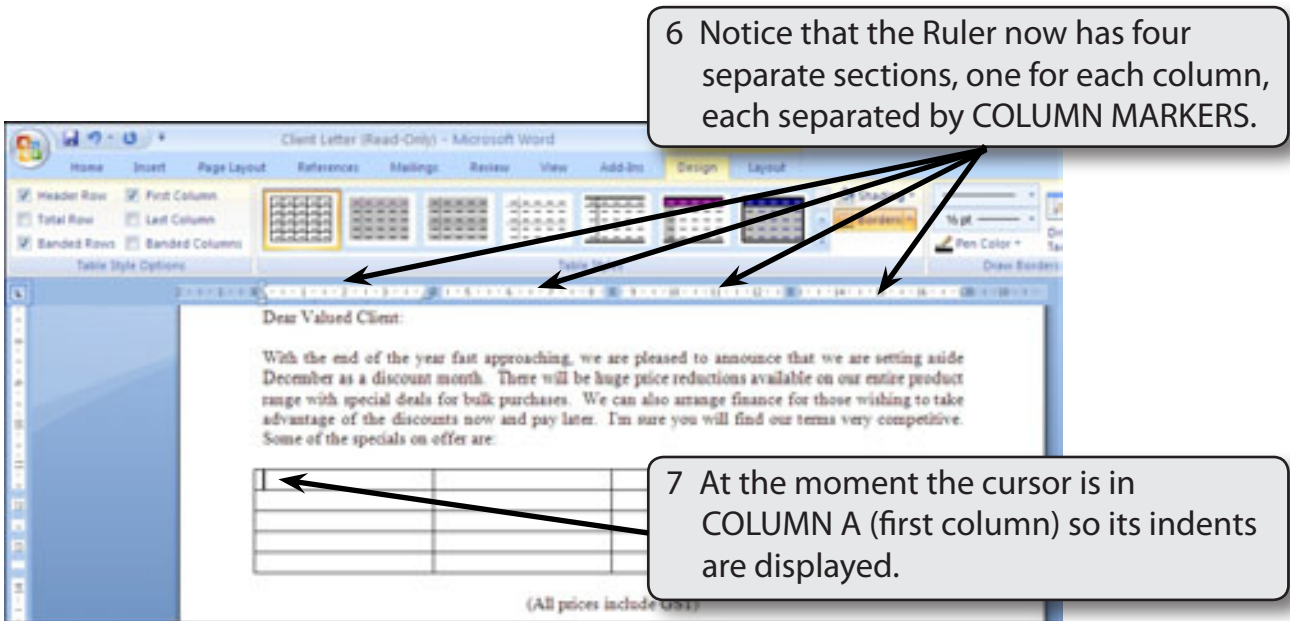 6 Notice that the Ruler now has four
separate sections, one for each column,
each separated by COLUMN MARKERS.
Client Letter (Read-Only) - Microsoft Word
Home Insert Page Layout References Mailings Review View Add-Ins Design Layout
Header Row First Column
Total Row Last Column
Banded Rows Banded Columns
Table Style Options
Table Styles
Shading
Borders
½ pt
Pen Color
Draw Borders
Dear Valued Client:
With the end of the year fast approaching, we are pleased to announce that we are setting aside
December as a discount month. There will be huge price reductions available on our entire product
range with special deals for bulk purchases. We can also arrange finance for those wishing to take
advantage of the discounts now and pay later. I'm sure you will find our terms very competitive.
Some of the specials on offer are:
7 At the moment the cursor is in
COLUMN A (first column) so its indents
are displayed.
(All prices include GST)